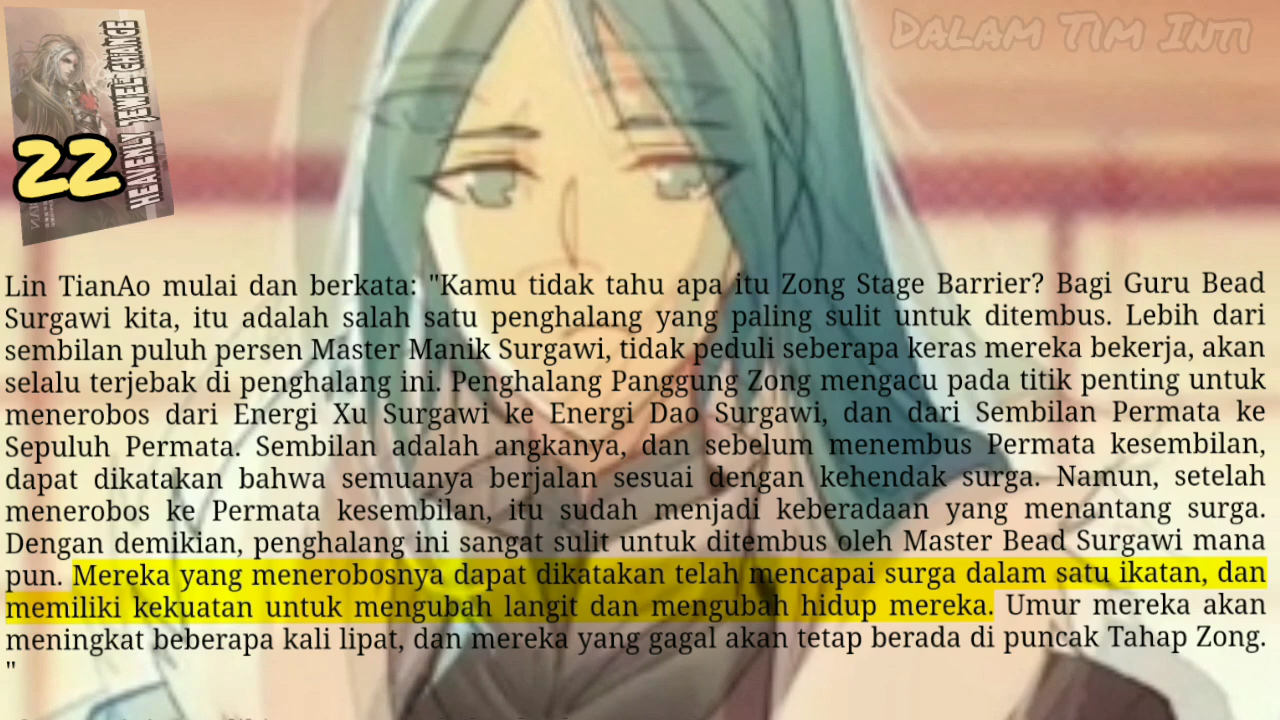 DALAM TIM INTI
HEAVENLY JEWEL CHANGE
22
Lin TianAo mulai dan berkata: "Kamu tidak tahu apa itu Zong Stage Barrier? Bagi Guru Bead
Surgawi kita, itu adalah salah satu penghalang yang paling sulit untuk ditembus. Lebih dari
sembilan puluh persen Master Manik Surgawi, tidak peduli seberapa keras mereka bekerja, akan
selalu terjebak di penghalang ini. Penghalang Panggung Zong mengacu pada titik penting untuk
menerobos dari Energi Xu Surgawi ke Energi Dao Surgawi, dan dari Sembilan Permata ke
Sepuluh Permata. Sembilan adalah angkanya, dan sebelum menembus Permata kesembilan,
dapat dikatakan bahwa semuanya berjalan sesuai dengan kehendak surga. Namun, setelah
menerobos ke Permata kesembilan, itu sudah menjadi keberadaan yang menantang surga.
Dengan demikian, penghalang ini sangat sulit untuk ditembus oleh Master Bead Surgawi mana
pun. Mereka yang menerobosnya dapat dikatakan telah mencapai surga dalam satu ikatan, dan
memiliki kekuatan untuk mengubah langit dan mengubah hidup mereka. Umur mereka akan
meningkat beberapa kali lipat, dan mereka yang gagal akan tetap berada di puncak Tahap Zong.
"